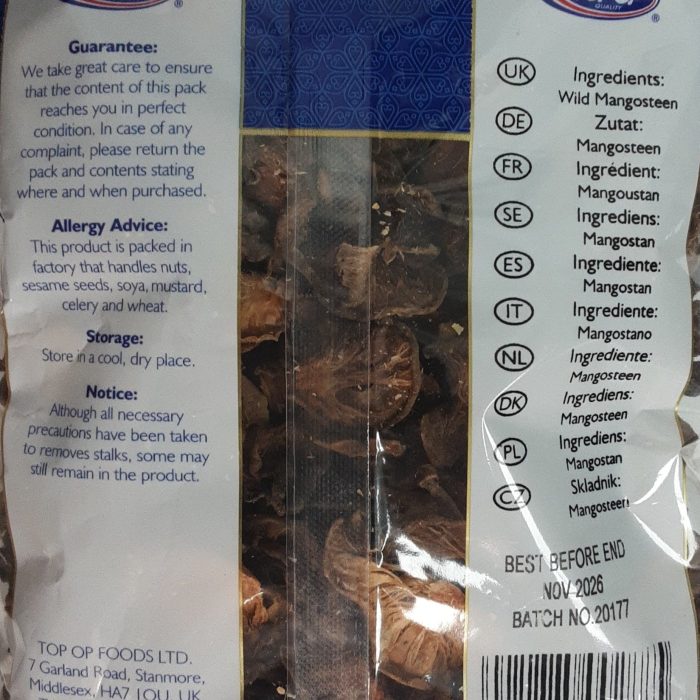 ®
QUALITY
®
Guarantee:
We take great care to ensure
that the content of this pack
reaches you in perfect
condition. In case of any
complaint, please return the
pack and contents stating
where and when purchased.
Allergy Advice:
This product is packed in
factory that handles nuts,
sesame seeds, soya, mustard,
celery and wheat.
Storage:
Store in a cool, dry place.
Notice:
Although all necessary
precautions have been taken
to removes stalks, some may
still remain in the product.
TOP OP FOODS LTD.
7 Garland Road, Stanmore,
Middlesex, HA7 1QU, UK
UK Ingredients:
Wild Mangosteen
DE Zutat:
Mangosteen
FR Ingrédient:
Mangoustan
SE Ingrediens:
Mangostan
ES Ingrediente:
Mangostan
IT Ingrediente:
Mangostano
NL Ingrediente:
Mangosteen
DK Ingrediens:
Mangosteen
PL Ingrediens:
Mangostan
CZ Skladnik:
Mangosteen
BEST BEFORE END
NOV 2026
BATCH NO.20177